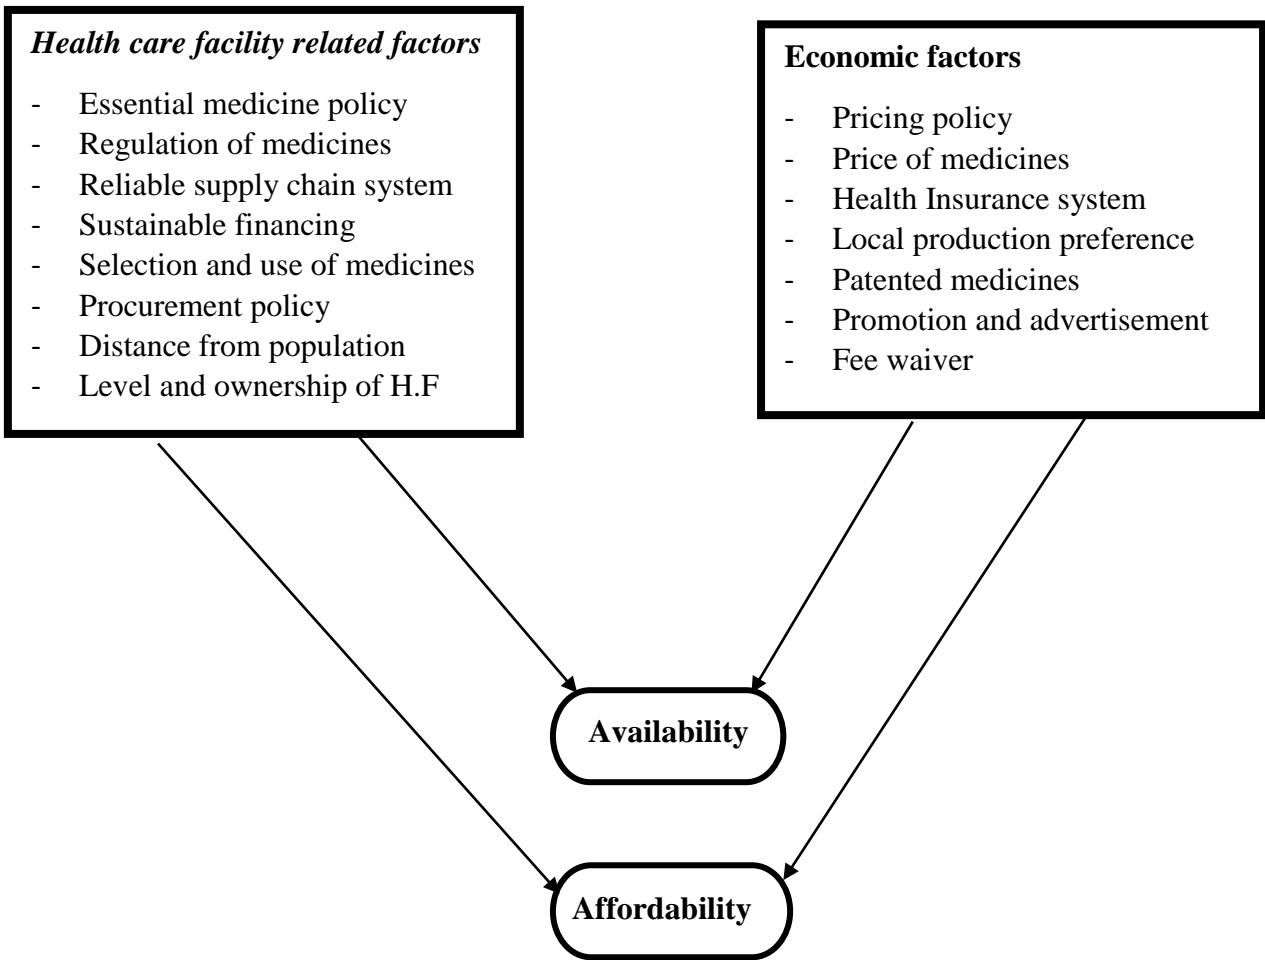 Health care facility related factors
- Essential medicine policy
- Regulation of medicines
- Reliable supply chain system
- Sustainable financing
- Selection and use of medicines
- Procurement policy
- Distance from population
- Level and ownership of H.F
Economic factors
- Pricing policy
- Price of medicines
- Health Insurance system
- Local production preference
- Patented medicines
- Promotion and advertisement
- Fee waiver
Availability
Affordability